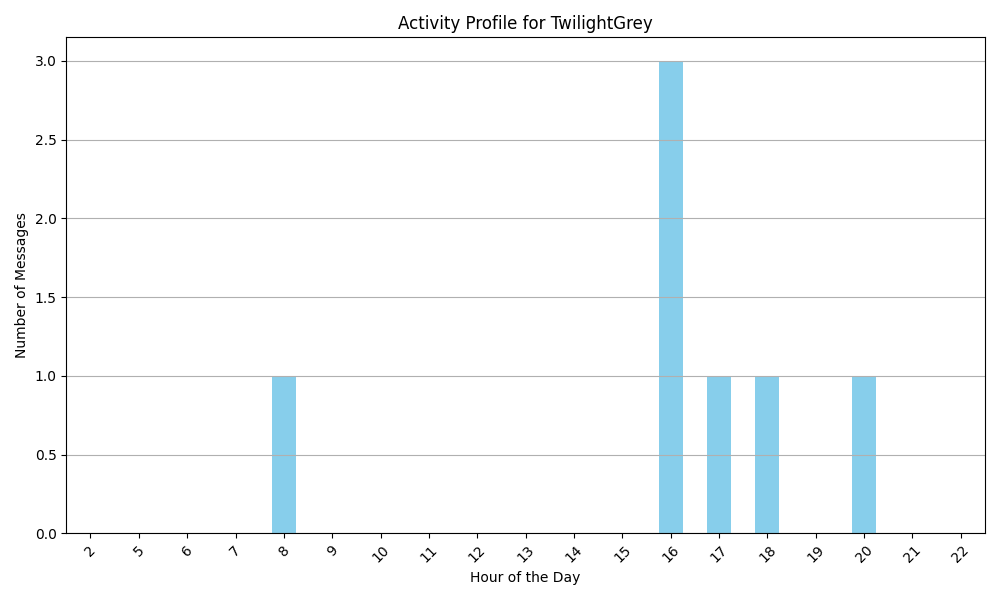 Activity Profile for TwilightGrey
Number of Messages
3.0
2.5
2.0
1.5
1.0
0.5
0.0
2 5 6 7 8 9 10 11 12 13 14 15 16 17 18 19 20 21 22
Hour of the Day